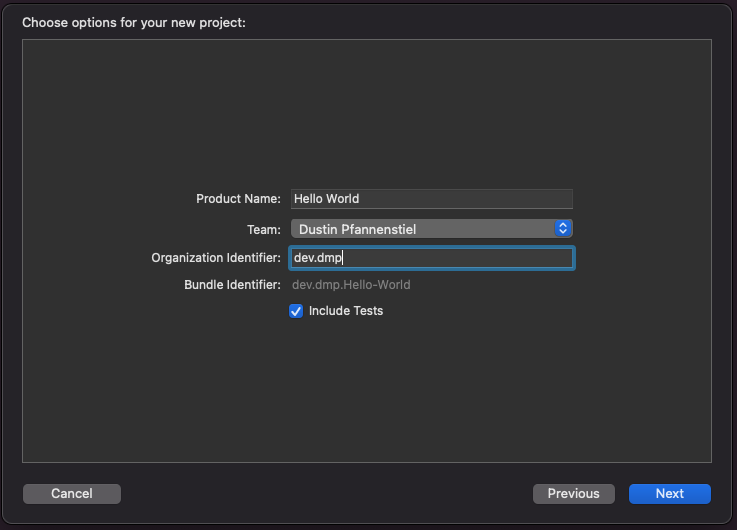 Choose options for your new project:
Product Name: Hello World
Team: Dustin Pfannenstiel
Organization Identifier: dev.dmp
Bundle Identifier: dev.dmp.Hello-World
Include Tests
Cancel Previous Next